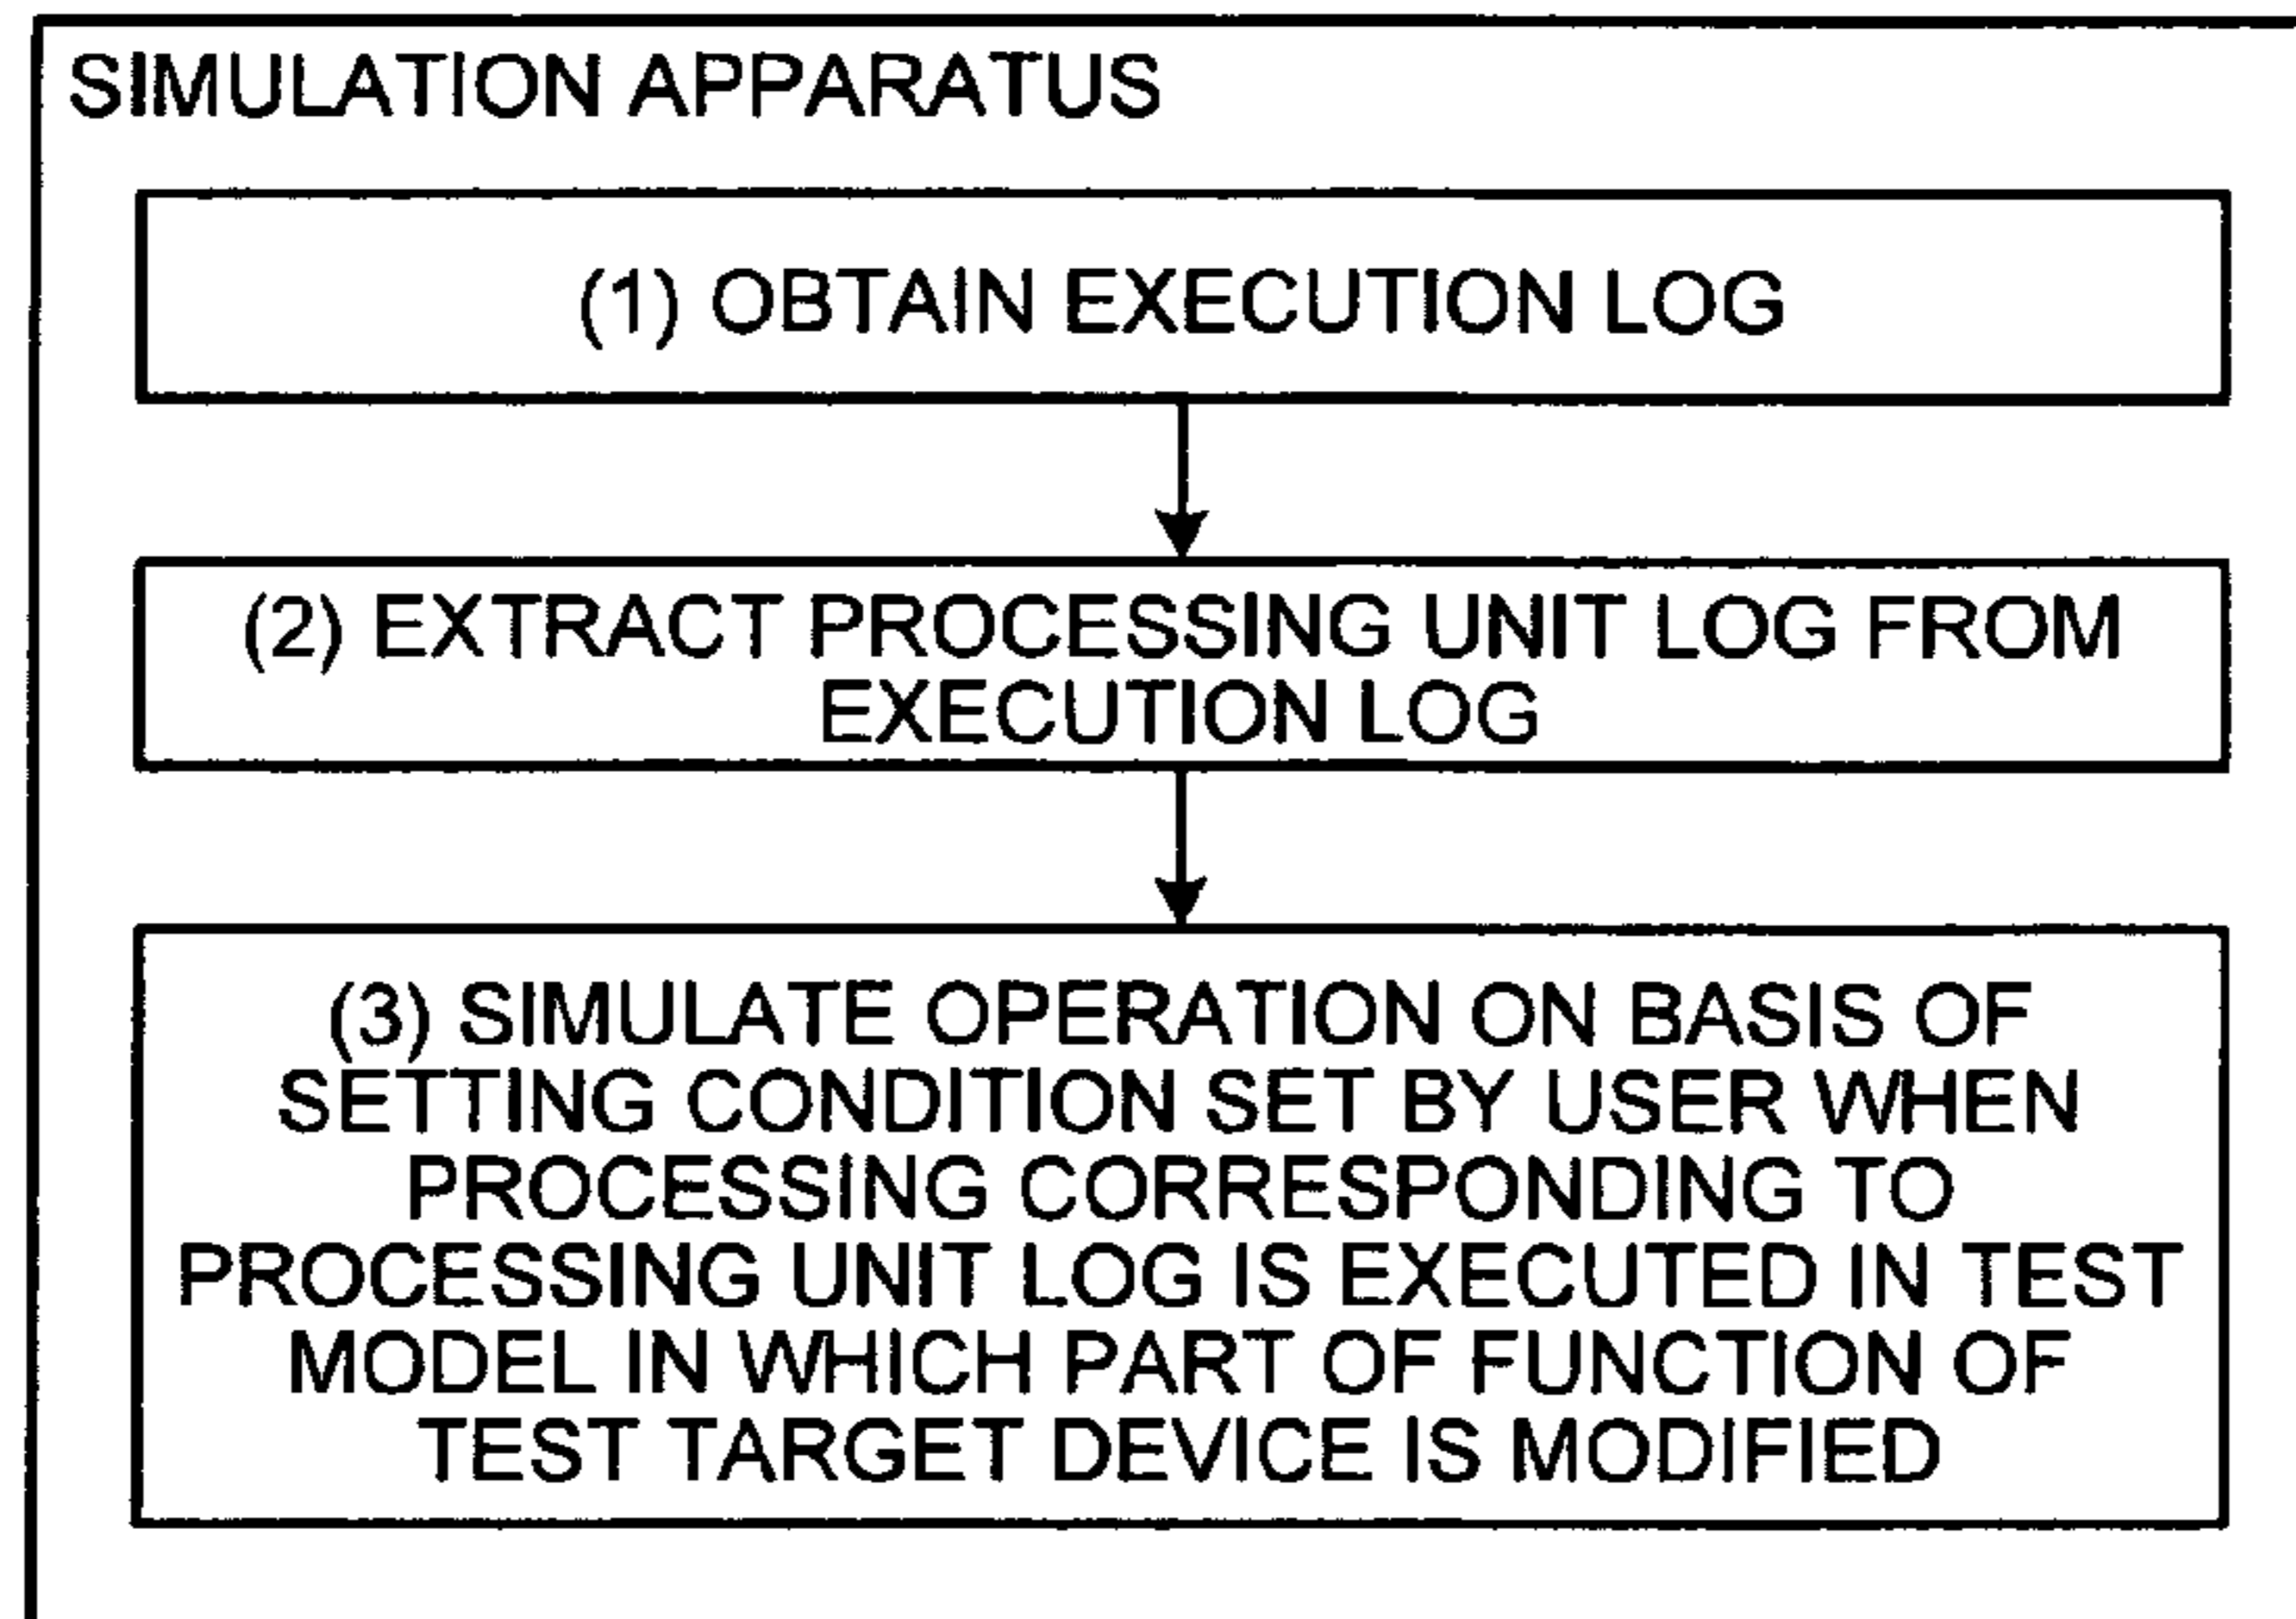 SIMULATION APPARATUS
(1) OBTAIN EXECUTION LOG
(2) EXTRACT PROCESSING UNIT LOG FROM
EXECUTION LOG
(3) SIMULATE OPERATION ON BASIS OF
SETTING CONDITION SET BY USER WHEN
PROCESSING CORRESPONDING TO
PROCESSING UNIT LOG IS EXECUTED IN TEST
MODEL IN WHICH PART OF FUNCTION OF
TEST TARGET DEVICE IS MODIFIED